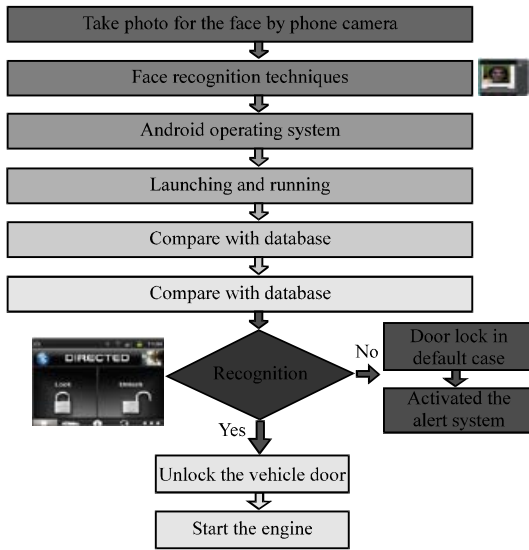 Take photo for the face by phone camera
Face recognition techniques
Android operating system
Launching and running
Compare with database
Compare with database
Recognition
No
Door lock in
default case
Activated the
alert system
DIRECTED
Lock
Unlock
Yes
Unlock the vehicle door
Start the engine